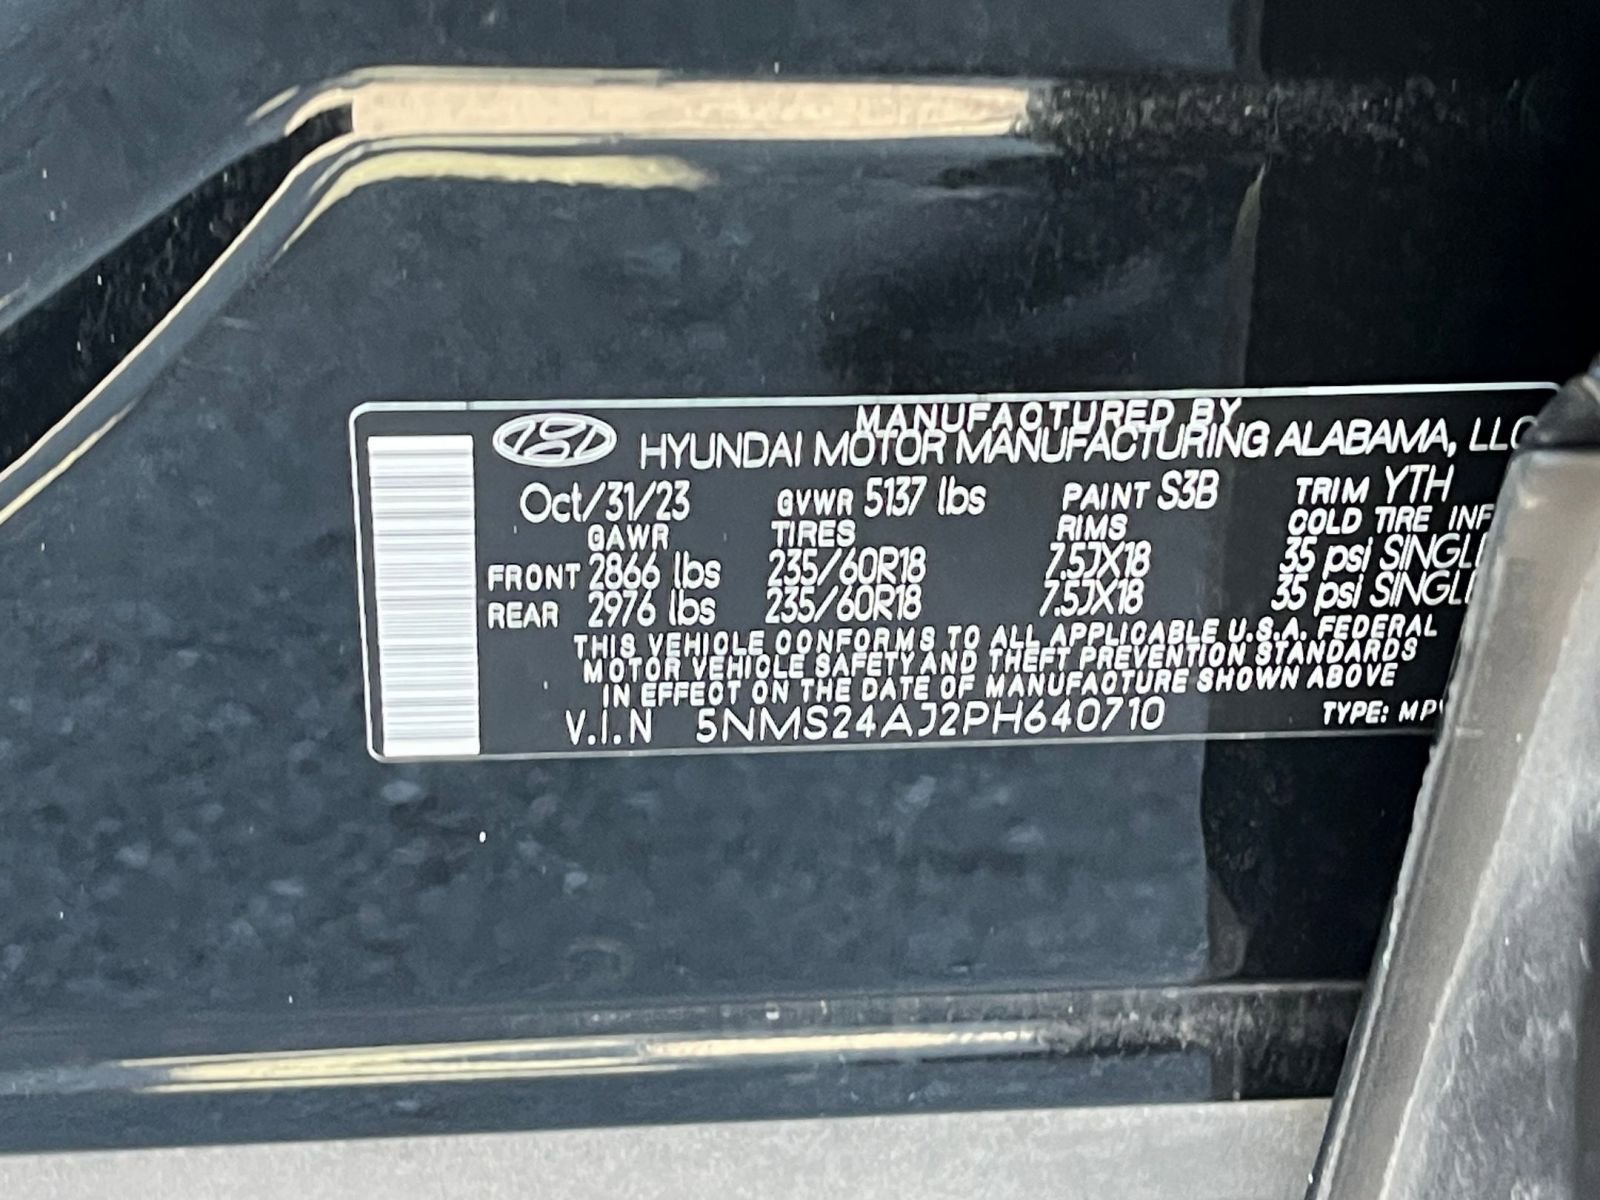 MANUFACTURED BY
HYUNDAI MOTOR MANUFACTURING ALABAMA, LLC
Oct/31/23 GVWR 5137 lbs PAINT S3B TRIM YTH
GAWR TIRES RIMS COLD TIRE INF
FRONT 2866 lbs 235/60R18 7.5JX18 35 psi SINGLE
REAR 2976 lbs 235/60R18 7.5JX18 35 psi SINGLE
THIS VEHICLE CONFORMS TO ALL APPLICABLE U.S.A. FEDERAL
MOTOR VEHICLE SAFETY AND THEFT PREVENTION STANDARDS
IN EFFECT ON THE DATE OF MANUFACTURE SHOWN ABOVE
V.I.N 5NMS24AJ2PH640710 TYPE: MPV